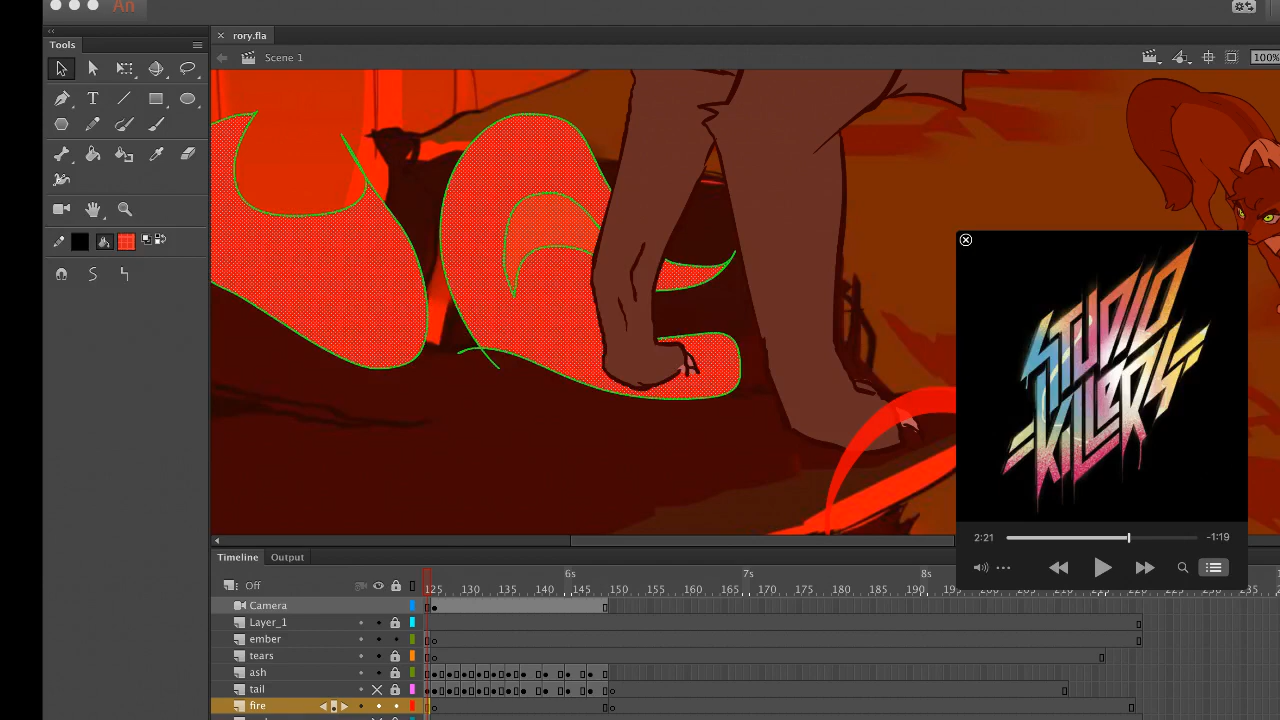 An
Tools
rory.fla
Scene 1
100%
STUDIO
KILLERS
2:21
-1:19
Timeline
Output
Off
6s
7s
8s
125
130
135
140
145
150
155
160
165
170
175
180
185
190
195
Camera
Layer_1
ember
tears
ash
tail
fire